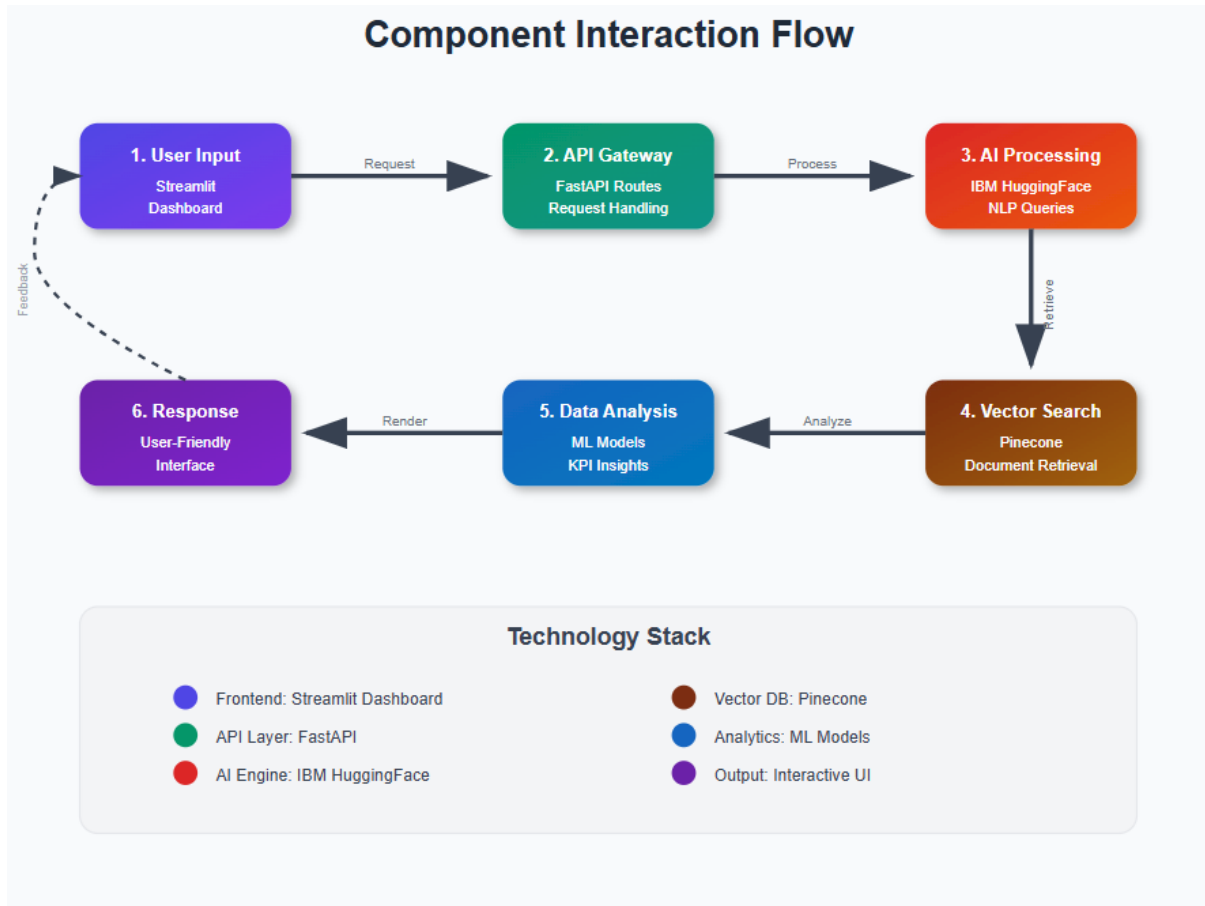 Component Interaction Flow
1. User Input
Streamlit
Dashboard
Request
2. API Gateway
FastAPI Routes
Request Handling
Process
3. AI Processing
IBM HuggingFace
NLP Queries
Retrieve
Feedback
6. Response
User-Friendly
Interface
Render
5. Data Analysis
ML Models
KPI Insights
Analyze
4. Vector Search
Pinecone
Document Retrieval
Technology Stack
Frontend: Streamlit Dashboard
API Layer: FastAPI
AI Engine: IBM HuggingFace
Vector DB: Pinecone
Analytics: ML Models
Output: Interactive UI